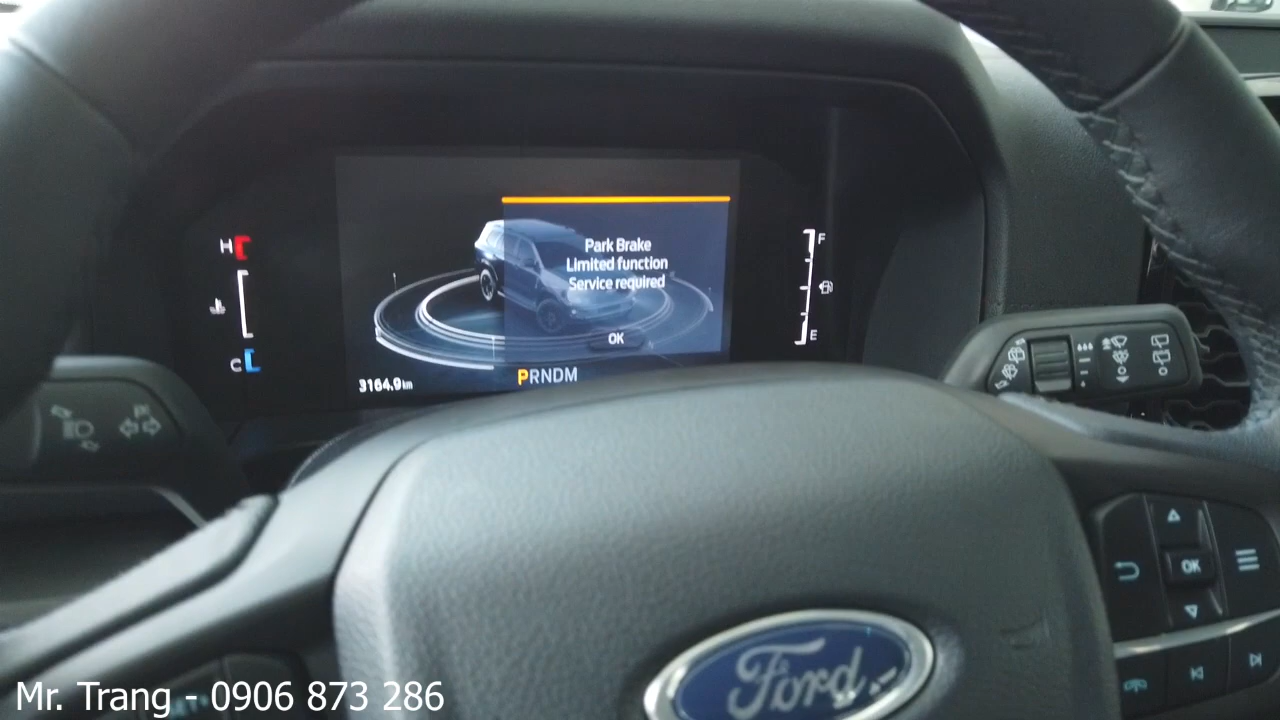 H
C
Park Brake
Limited function
Service required
OK
F
E
3164.9km
PRNDM
OK
Ford
Mr. Trang - 0906 873 286